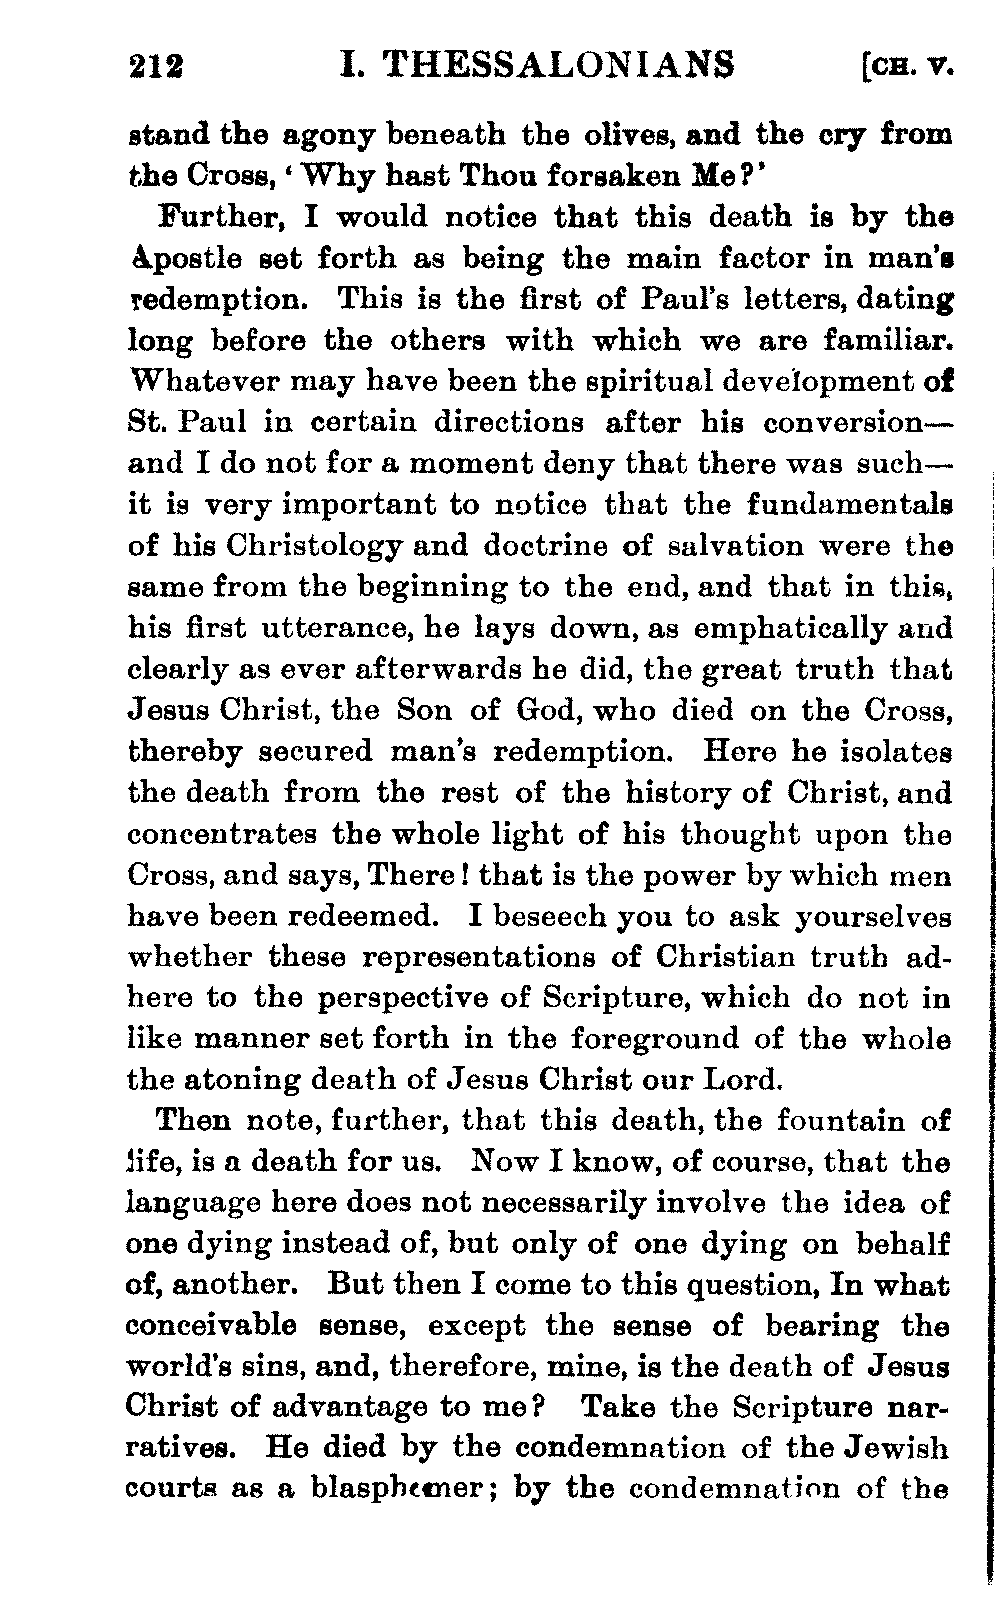 212 I. THESSALONIANS [CH. V.
stand the agony beneath the olives, and the cry from
the Cross, ‘Why hast Thou forsaken Me?’
Further, I would notice that this death is by the
Apostle set forth as being the main factor in man's
redemption. This is the first of Paul's letters, dating
long before the others with which we are familiar.
Whatever may have been the spiritual development of
St. Paul in certain directions after his conversion—
and I do not for a moment deny that there was such—
it is very important to notice that the fundamentals
of his Christology and doctrine of salvation were the
same from the beginning to the end, and that in this,
his first utterance, he lays down, as emphatically and
clearly as ever afterwards he did, the great truth that
Jesus Christ, the Son of God, who died on the Cross,
thereby secured man's redemption. Here he isolates
the death from the rest of the history of Christ, and
concentrates the whole light of his thought upon the
Cross, and says, There! that is the power by which men
have been redeemed. I beseech you to ask yourselves
whether these representations of Christian truth ad-
here to the perspective of Scripture, which do not in
like manner set forth in the foreground of the whole
the atoning death of Jesus Christ our Lord.
Then note, further, that this death, the fountain of
life, is a death for us. Now I know, of course, that the
language here does not necessarily involve the idea of
one dying instead of, but only of one dying on behalf
of, another. But then I come to this question, In what
conceivable sense, except the sense of bearing the
world's sins, and, therefore, mine, is the death of Jesus
Christ of advantage to me? Take the Scripture nar-
ratives. He died by the condemnation of the Jewish
courts as a blasphemer; by the condemnation of the